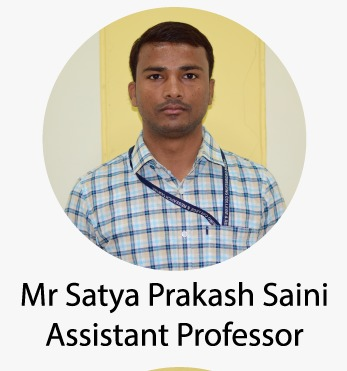 Mr Satya Prakash Saini
Assistant Professor